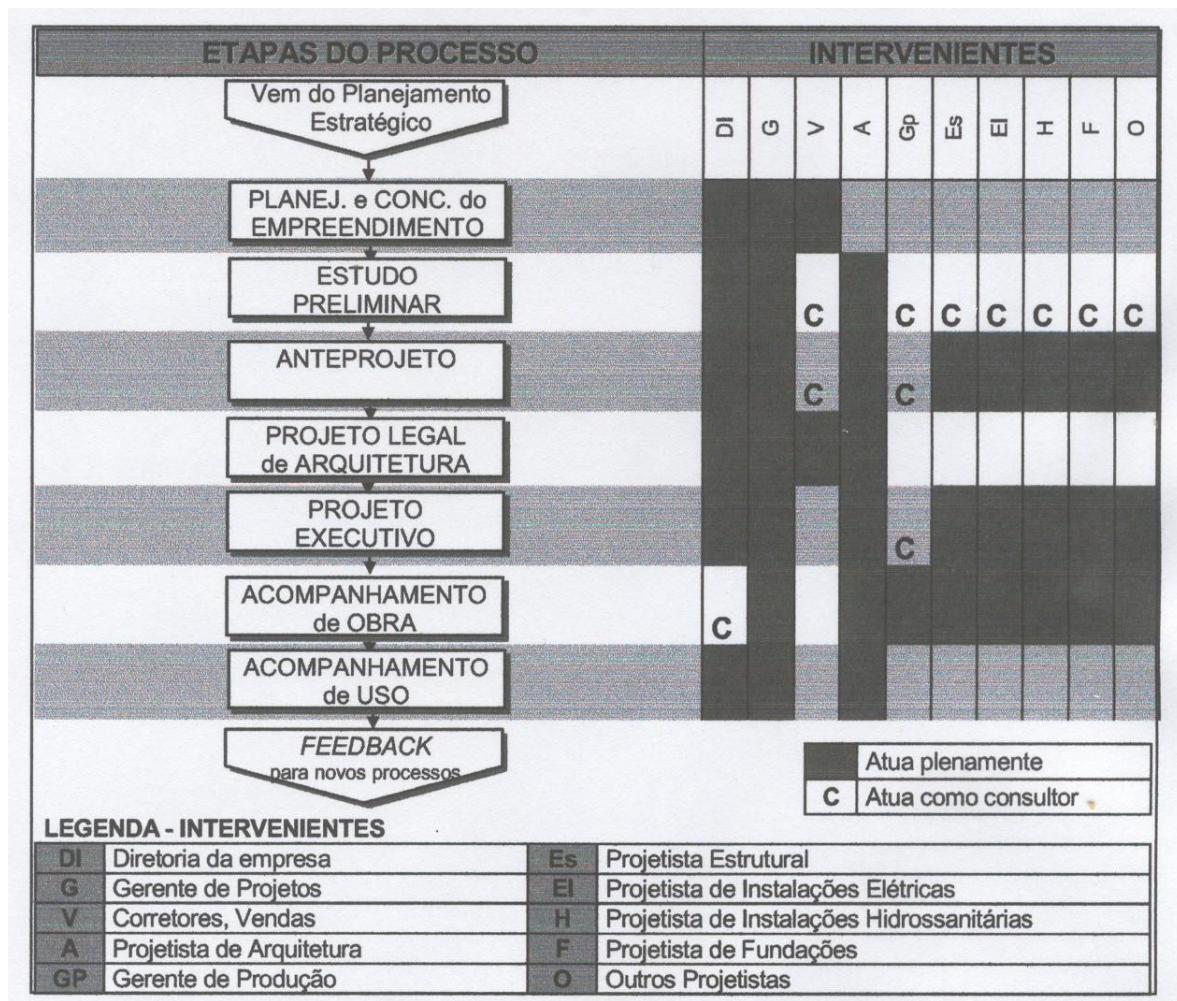 ETAPAS DO PROCESSO
INTERVENIENTES
Vem do Planejamento
Estratégico
DI
G
V
A
Gp
Es
El
H
F
O
PLANEJ. e CONC. do
EMPREENDIMENTO
ESTUDO
PRELIMINAR
C C C C C C C
ANTEPROJETO
C C
PROJETO LEGAL
de ARQUITETURA
PROJETO
EXECUTIVO
C
ACOMPANHAMENTO
de OBRA
C
ACOMPANHAMENTO
de USO
FEEDBACK
para novos processos
Atua plenamente
C Atua como consultor
LEGENDA - INTERVENIENTES
DI Diretoria da empresa Es Projetista Estrutural
G Gerente de Projetos El Projetista de Instalações Elétricas
V Corretores, Vendas H Projetista de Instalações Hidrossanitárias
A Projetista de Arquitetura F Projetista de Fundações
GP Gerente de Produção O Outros Projetistas